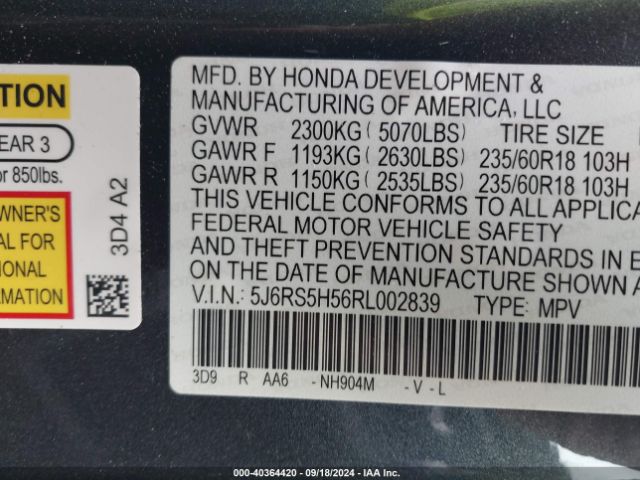 TION
EAR 3
or 850lbs.
OWNER'S
AL FOR
IONAL
RMATION
3D4 A2
MFD. BY HONDA DEVELOPMENT &
MANUFACTURING OF AMERICA, LLC
GVWR 2300KG (5070LBS) TIRE SIZE
GAWR F 1193KG (2630LBS) 235/60R18 103H
GAWR R 1150KG (2535LBS) 235/60R18 103H
THIS VEHICLE CONFORMS TO ALL APPLICA
FEDERAL MOTOR VEHICLE SAFETY
AND THEFT PREVENTION STANDARDS IN E
ON THE DATE OF MANUFACTURE SHOWN A
V.I.N.: 5J6RS5H56RL002839 TYPE: MPV
3D9 R AA6 - NH904M - V - L
000-40364420 - 09/18/2024 - IAA Inc.